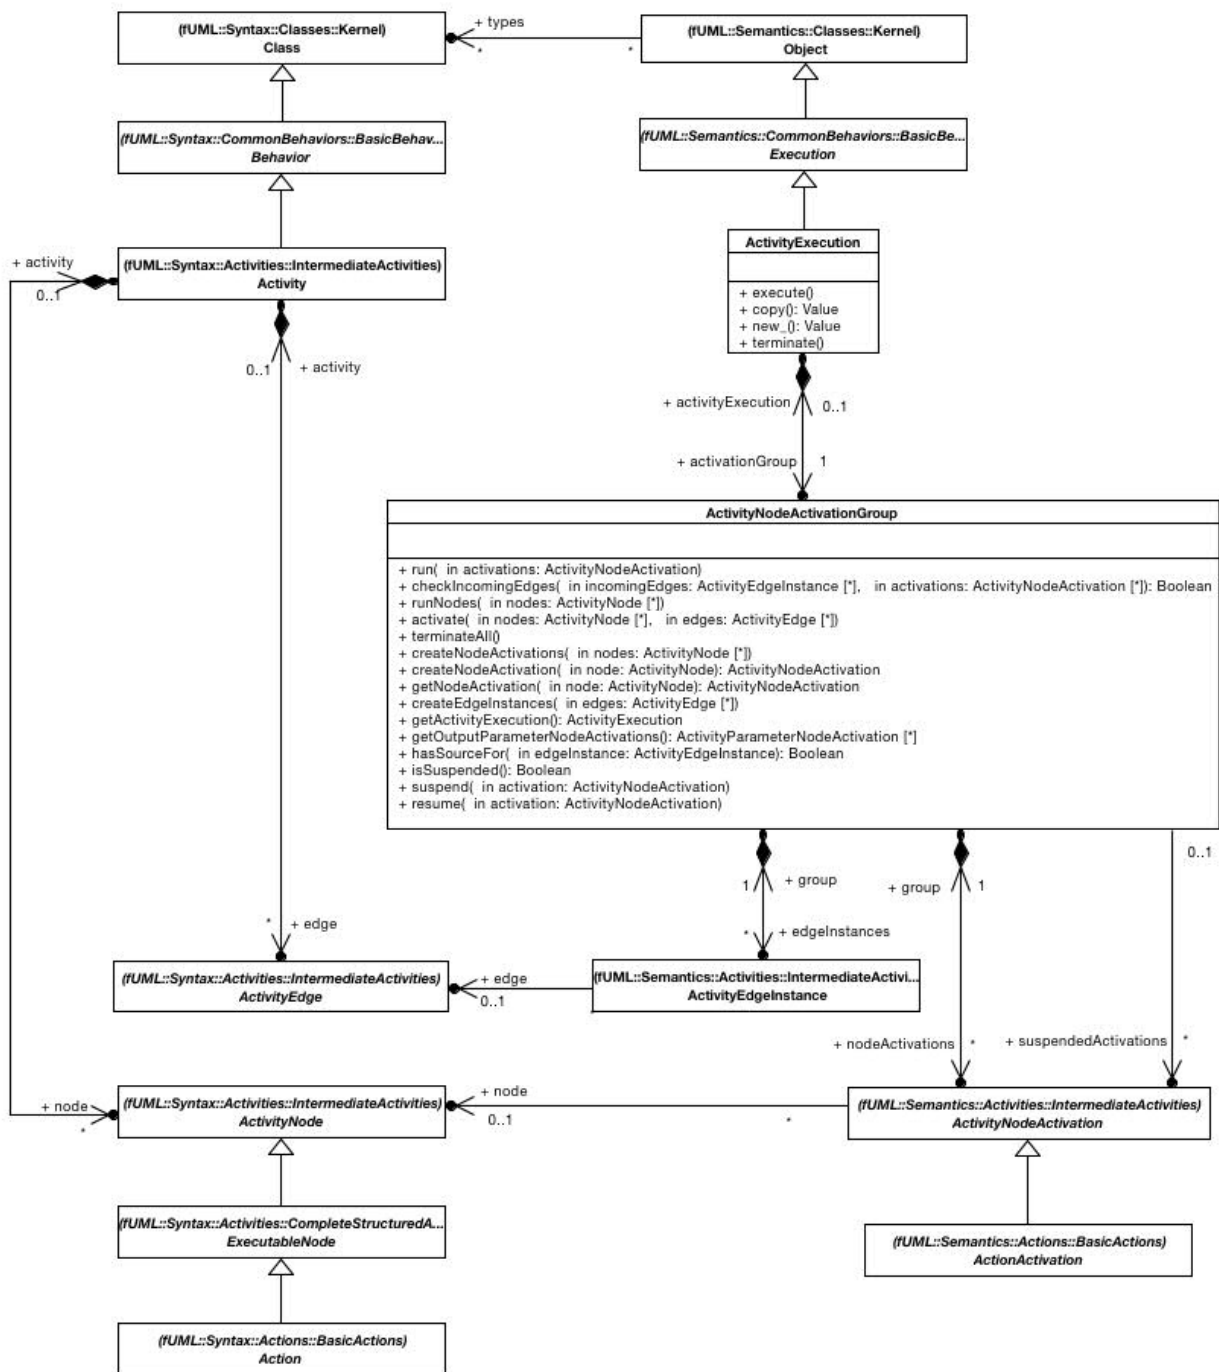 (fUML::Syntax::Classes::Kernel)
Class
+ types
*
*
(fUML::Semantics::Classes::Kernel)
Object
(fUML::Syntax::CommonBehaviors::BasicBehav...
Behavior
(fUML::Semantics::CommonBehaviors::BasicBe...
Execution
+ activity
0..1
(fUML::Syntax::Activities::IntermediateActivities)
Activity
ActivityExecution
+ execute()
+ copy(): Value
+ new_(): Value
+ terminate()
0..1
+ activity
+ activityExecution
0..1
+ activationGroup
1
ActivityNodeActivationGroup
+ run( in activations: ActivityNodeActivation)
+ checkIncomingEdges( in incomingEdges: ActivityEdgeInstance [*], in activations: ActivityNodeActivation [*]): Boolean
+ runNodes( in nodes: ActivityNode [*])
+ activate( in nodes: ActivityNode [*], in edges: ActivityEdge [*])
+ terminateAll()
+ createNodeActivations( in nodes: ActivityNode [*])
+ createNodeActivation( in node: ActivityNode): ActivityNodeActivation
+ getNodeActivation( in node: ActivityNode): ActivityNodeActivation
+ createEdgeInstances( in edges: ActivityEdge [*])
+ getActivityExecution(): ActivityExecution
+ getOutputParameterNodeActivations(): ActivityParameterNodeActivation [*]
+ hasSourceFor( in edgeInstance: ActivityEdgeInstance): Boolean
+ isSuspended(): Boolean
+ suspend( in activation: ActivityNodeActivation)
+ resume( in activation: ActivityNodeActivation)
1
+ group
+ group
1
0..1
*
+ edge
*
+ edgeInstances
(fUML::Syntax::Activities::IntermediateActivities)
ActivityEdge
+ edge
0..1
*
(fUML::Semantics::Activities::IntermediateActivi...
ActivityEdgeInstance
+ nodeActivations
*
+ suspendedActivations
*
+ node
*
(fUML::Syntax::Activities::IntermediateActivities)
ActivityNode
+ node
0..1
*
(fUML::Semantics::Activities::IntermediateActivities)
ActivityNodeActivation
(fUML::Syntax::Activities::CompleteStructuredA...
ExecutableNode
(fUML::Semantics::Actions::BasicActions)
ActionActivation
(fUML::Syntax::Actions::BasicActions)
Action